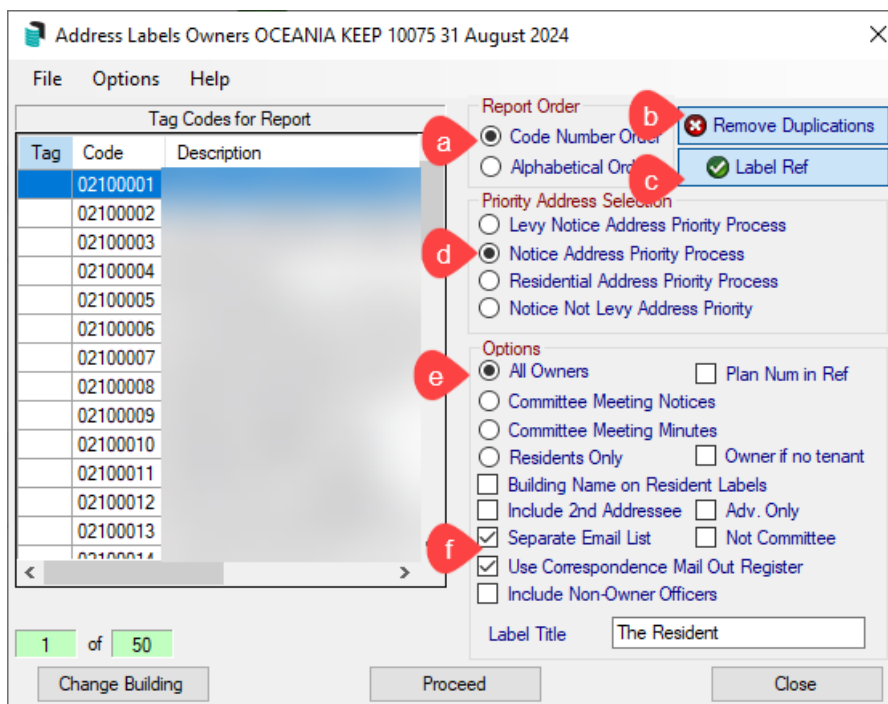 Address Labels Owners OCEANIA KEEP 10075 31 August 2024
File Options Help
Tag Codes for Report
Tag Code Description
02100001
02100002
02100003
02100004
02100005
02100006
02100007
02100008
02100009
02100010
02100011
02100012
02100013
02100014
1 of 50
Report Order
a Code Number Order
Alphabetical
b Remove Duplications
c Label Ref
Priority Address Selection
Levy Notice Address Priority Process
d Notice Address Priority Process
Residential Address Priority Process
Notice Not Levy Address Priority
Options
e All Owners Plan Num in Ref
Committee Meeting Notices
Committee Meeting Minutes
Residents Only Owner if no tenant
Building Name on Resident Labels
Include 2nd Addressee Adv. Only
f Separate Email List Not Committee
Use Correspondence Mail Out Register
Include Non-Owner Officers
Label Title The Resident
Change Building Proceed Close